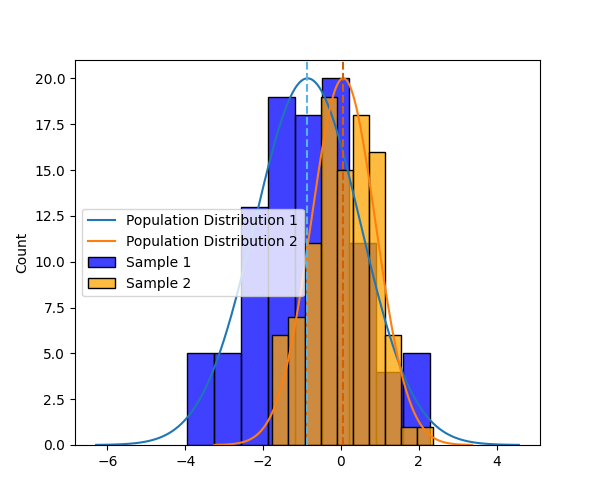 20.0
17.5
15.0
12.5
10.0
7.5
5.0
2.5
0.0
Count
Population Distribution 1
Population Distribution 2
Sample 1
Sample 2
−6 −4 −2 0 2 4